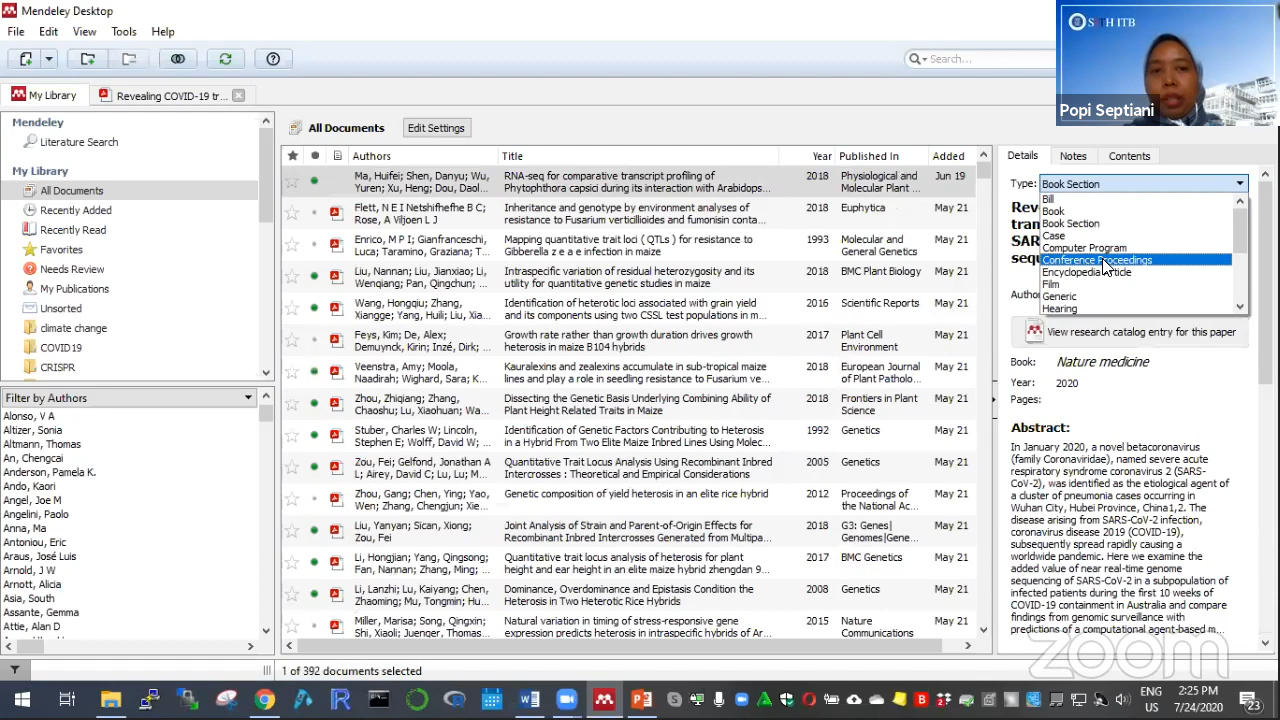 Mendeley Desktop
File Edit View Tools Help
Search...
S TH ITB
Popi Septiani
My Library
Revealing COVID-19 tr...
Mendeley
Literature Search
My Library
All Documents
Recently Added
Recently Read
Favorites
Needs Review
My Publications
Unsorted
climate change
COVID19
CRISPR
Filter by Authors
Alonso, V A
Altizer, Sonia
Altmann, Thomas
An, Chengcai
Anderson, Pamela K.
Ando, Kaori
Angel, Joe M
Angelini, Paolo
Anna, Ma
Antoniou, Eric
Araus, José Luis
Arnold, J W
Arnott, Alicia
Asia, South
Assante, Gemma
Attie, Alan D
All Documents Edit Settings
Authors Title Year Published In Added
Ma, Huifei; Shen, Danyu; Wu, RNA-seq for comparative transcript profiling of 2018 Physiological and Jun 19
Yuren; Xu, Heng; Dou, Daol... Phytophthora capsici during its interaction with Arabidops... Molecular Plant ...
Flett, N E I Netshifhefhe B C; Inheritance and genotype by environment analyses of 2018 Euphytica May 21
Rose, A Viljoen L J resistance to Fusarium verticillioides and fumonisin conta...
Enrico, M P I; Gianfranceschi, Mapping quantitative trait loci ( QTLs ) for resistance to 1993 Molecular and May 21
Luca; Taramino, Graziana; T... Gibberella z e a e infection in maize General Genetics
Liu, Nannan; Liu, Jianxiao; Li, Intraspecific variation of residual heterozygosity and its 2018 BMC Plant Biology May 21
Wenqiang; Pan, Qingchun; ... utility for quantitative genetic studies in maize
Wang, Hongqiu; Zhang, Identification of heterotic loci associated with grain yield 2016 Scientific Reports May 21
Xiangge; Yang, Huili; Liu, Xia... and its components using two CSSL test populations in m...
Feys, Kim; De, Alex; Growth rate rather than growth duration drives growth 2017 Plant Cell May 21
Demuynck, Kirin; Inzé, Dirk; ... heterosis in maize B104 hybrids Environment
Veenstra, Amy; Moola, Kauralexins and zealexins accumulate in sub-tropical maize 2018 European Journal May 21
Naadirah; Wighard, Sara; K... lines and play a role in seedling resistance to Fusarium ve... of Plant Patholo...
Zhou, Zhiqiang; Zhang, Dissecting the Genetic Basis Underlying Combining Ability of 2018 Frontiers in Plant May 21
Chaoshu; Luo, Xiaohuan; Wa... Plant Height Related Traits in Maize Science
Stuber, Charles W; Lincoln, Identification of Genetic Factors Contributing to Heterosis 1992 Genetics May 21
Stephen E; Wolff, David W; ... in a Hybrid From Two Elite Maize Inbred Lines Using Molec...
Zou, Fei; Gelfond, Jonathan A Quantitative Trait Locus Analysis Using Recombinant Inbred 2005 Genetics May 21
L; Airey, David C; Lu, Lu; M... Intercrosses : Theoretical and Empirical Considerations
Zhou, Gang; Chen, Ying; Yao, Genetic composition of yield heterosis in an elite rice hybrid 2012 Proceedings of May 21
Wen; Zhang, Chengjun; Xie... the National Ac...
Liu, Yanyan; Sican, Xiong; Joint Analysis of Strain and Parent-of-Origin Effects for 2018 G3: Genes| May 21
Zou, Fei Recombinant Inbred Intercrosses Generated from Multipa... Genomes|Gene...
Li, Hongjian; Yang, Qingsong; Quantitative trait locus analysis of heterosis for plant 2017 BMC Genetics May 21
Fan, Nannan; Zhang, Ming; ... height and ear height in an elite maize hybrid zhengdan 9...
Li, Lanzhi; Lu, Kaiyang; Chen, Dominance, Overdominance and Epistasis Condition the 2008 Genetics May 21
Zhaoming; Mu, Tongmin; Hu... Heterosis in Two Heterotic Rice Hybrids
Miller, Marisa; Song, Qingxin; Natural variation in timing of stress-responsive gene 2015 Nature May 21
Shi, Xiaoli; Juenger, Thomas... expression predicts heterosis in intraspecific hybrids of Ar... Communications
1 of 392 documents selected
Details Notes Contents
Type: Book Section
Bill
Book
Book Section
Case
Computer Program
Conference Proceedings
Encyclopedia Article
Film
Generic
Hearing
Rev
tran
SAR
sequ
Author
View research catalog entry for this paper
Book: Nature medicine
Year: 2020
Pages:
Abstract:
In January 2020, a novel betacoronavirus
(family Coronaviridae), named severe acute
respiratory syndrome coronavirus 2 (SARS-
CoV-2), was identified as the etiological agent of
a cluster of pneumonia cases occurring in
Wuhan City, Hubei Province, China1,2. The
disease arising from SARS-CoV-2 infection,
coronavirus disease 2019 (COVID-19),
subsequently spread rapidly causing a
worldwide pandemic. Here we examine the
added value of near real-time genome
sequencing of SARS-CoV-2 in a subpopulation of
infected patients during the first 10 weeks of
COVID-19 containment in Australia and compare
findings from genomic surveillance with
predictions of a computational agent-based m...
zoom
ENG
US
2:25 PM
7/24/2020
23